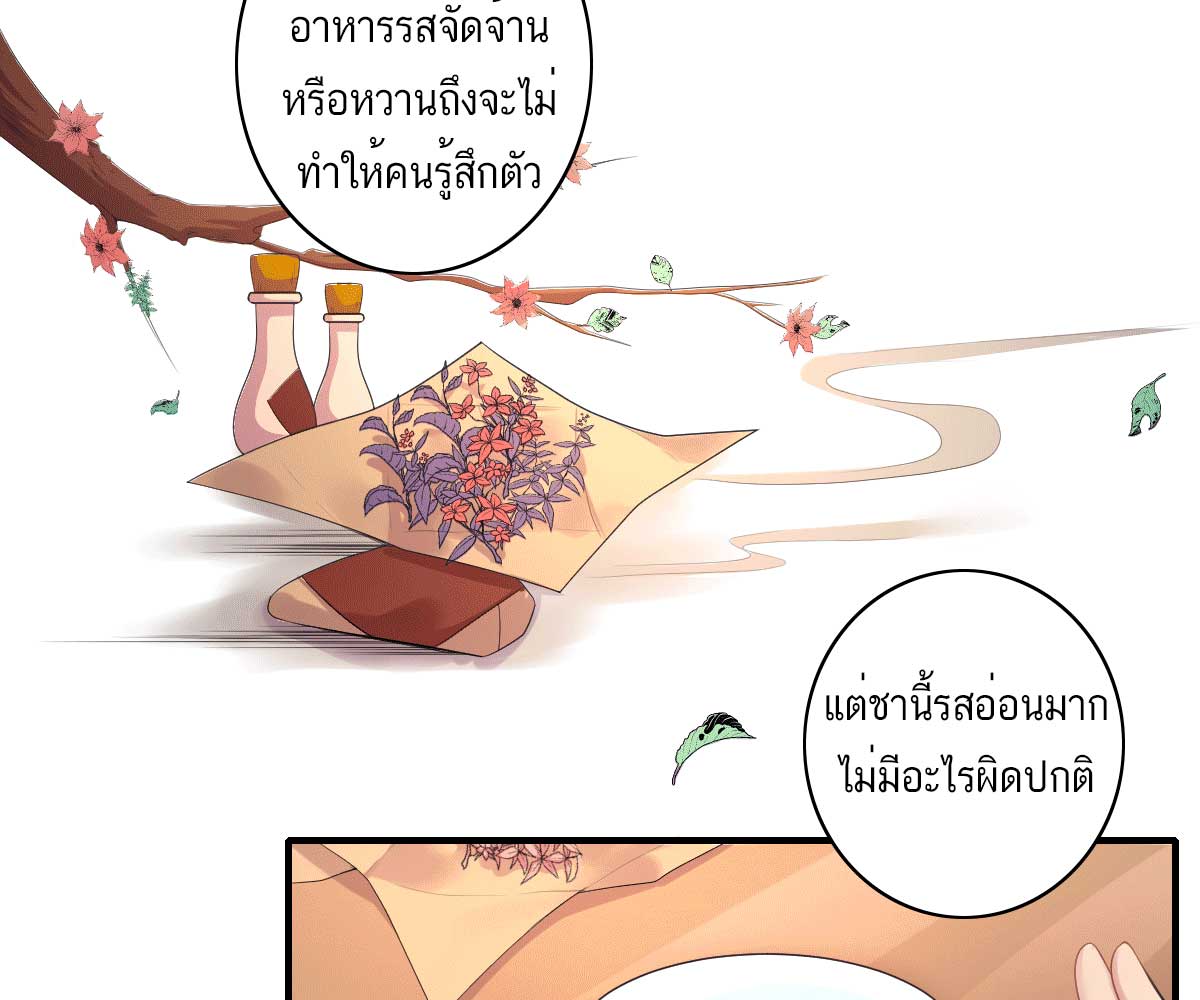 อาหารรสจัดจ้าน
หรือหวานถึงจะไม่
ทำให้คนรู้สึกตัว
แต่ชานี้รสอ่อนมาก
ไม่มีอะไรผิดปกติ